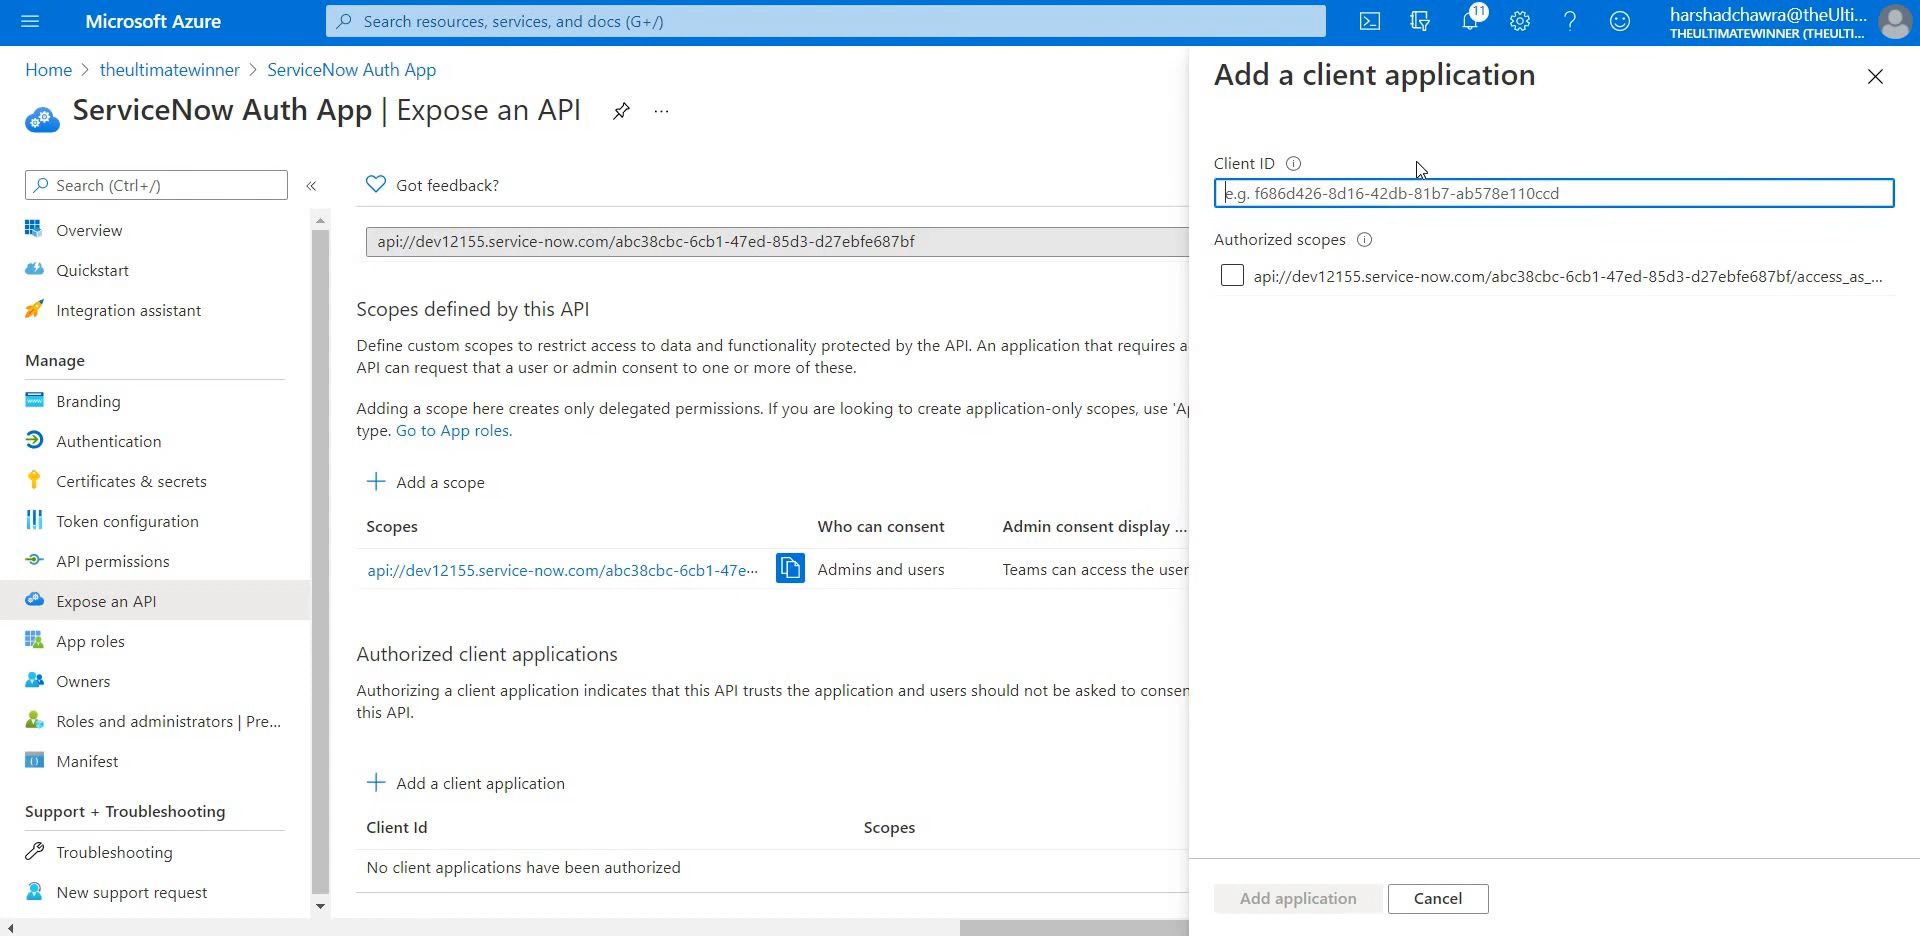 Microsoft Azure
Search resources, services, and docs (G+/)
11
harshadchawra@theUlti...
THEULTIMATEWINNER (THEULTI...
Home > theultimatewinner > ServiceNow Auth App
ServiceNow Auth App | Expose an API
...
Search (Ctrl+/)
«
Overview
Quickstart
Integration assistant
Manage
Branding
Authentication
Certificates & secrets
Token configuration
API permissions
Expose an API
App roles
Owners
Roles and administrators | Pre...
Manifest
Support + Troubleshooting
Troubleshooting
New support request
Got feedback?
api://dev12155.service-now.com/abc38cbc-6cb1-47ed-85d3-d27ebfe687bf
Scopes defined by this API
Define custom scopes to restrict access to data and functionality protected by the API. An application that requires a
API can request that a user or admin consent to one or more of these.
Adding a scope here creates only delegated permissions. If you are looking to create application-only scopes, use 'Ap
type. Go to App roles.
Add a scope
Scopes Who can consent Admin consent display ...
api://dev12155.service-now.com/abc38cbc-6cb1-47e... Admins and users Teams can access the user
Authorized client applications
Authorizing a client application indicates that this API trusts the application and users should not be asked to consen
this API.
Add a client application
Client Id Scopes
No client applications have been authorized
Add a client application
Client ID
e.g. f686d426-8d16-42db-81b7-ab578e110ccd
Authorized scopes
api://dev12155.service-now.com/abc38cbc-6cb1-47ed-85d3-d27ebfe687bf/access_as_...
Add application Cancel